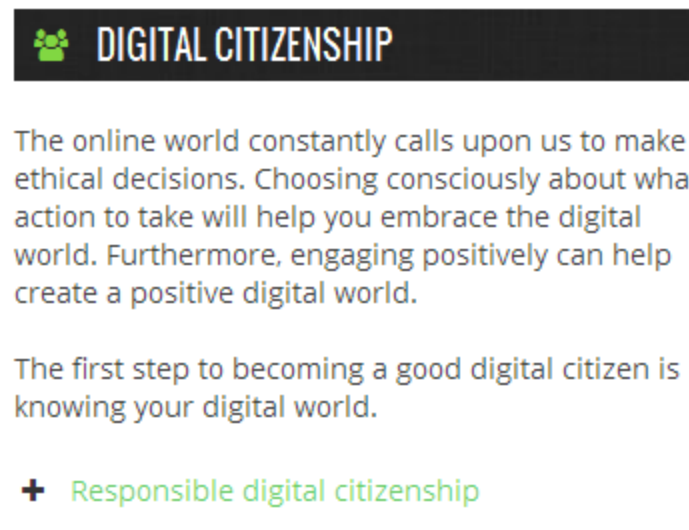 DIGITAL CITIZENSHIP
The online world constantly calls upon us to make
ethical decisions. Choosing consciously about wha
action to take will help you embrace the digital
world. Furthermore, engaging positively can help
create a positive digital world.
The first step to becoming a good digital citizen is
knowing your digital world.
+ Responsible digital citizenship